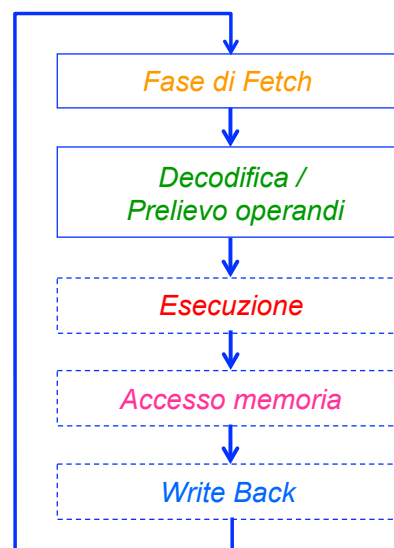 Fase di Fetch
Decodifica /
Prelievo operandi
Esecuzione
Accesso memoria
Write Back